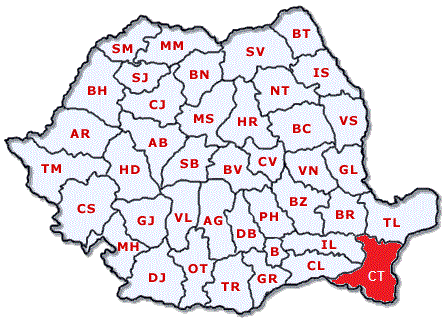 BT
SM MM SV
SJ BN IS
BH NT
CJ
MS HR VS
AR BC
AB
TM HD SB BV CV VN GL
CS VL AG PH BZ BR TL
GJ DB
MH B IL
DJ OT TR GR CL CT